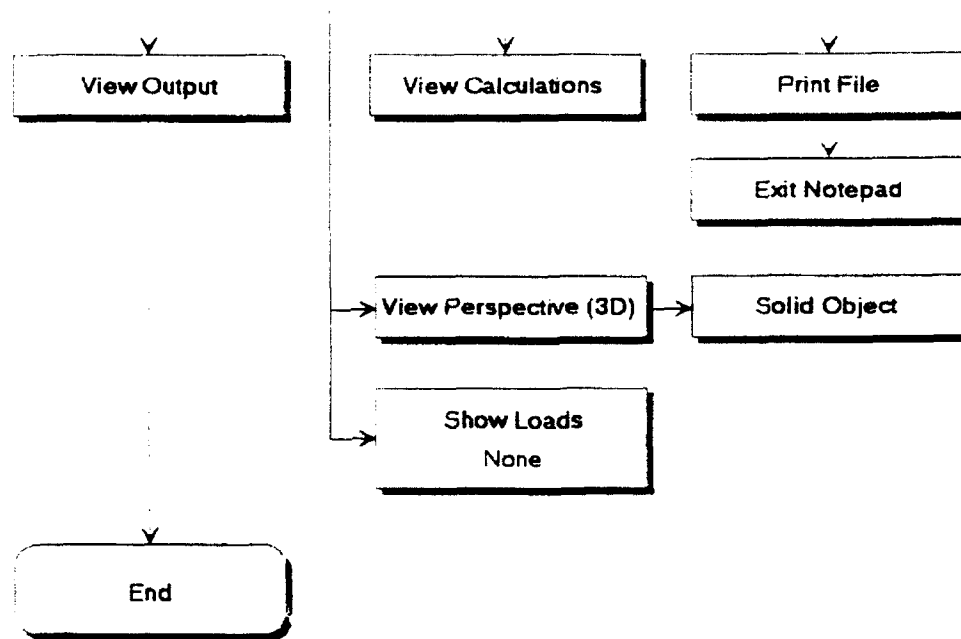 View Output
View Calculations
Print File
Exit Notepad
View Perspective (3D)
Solid Object
Show Loads
None
End